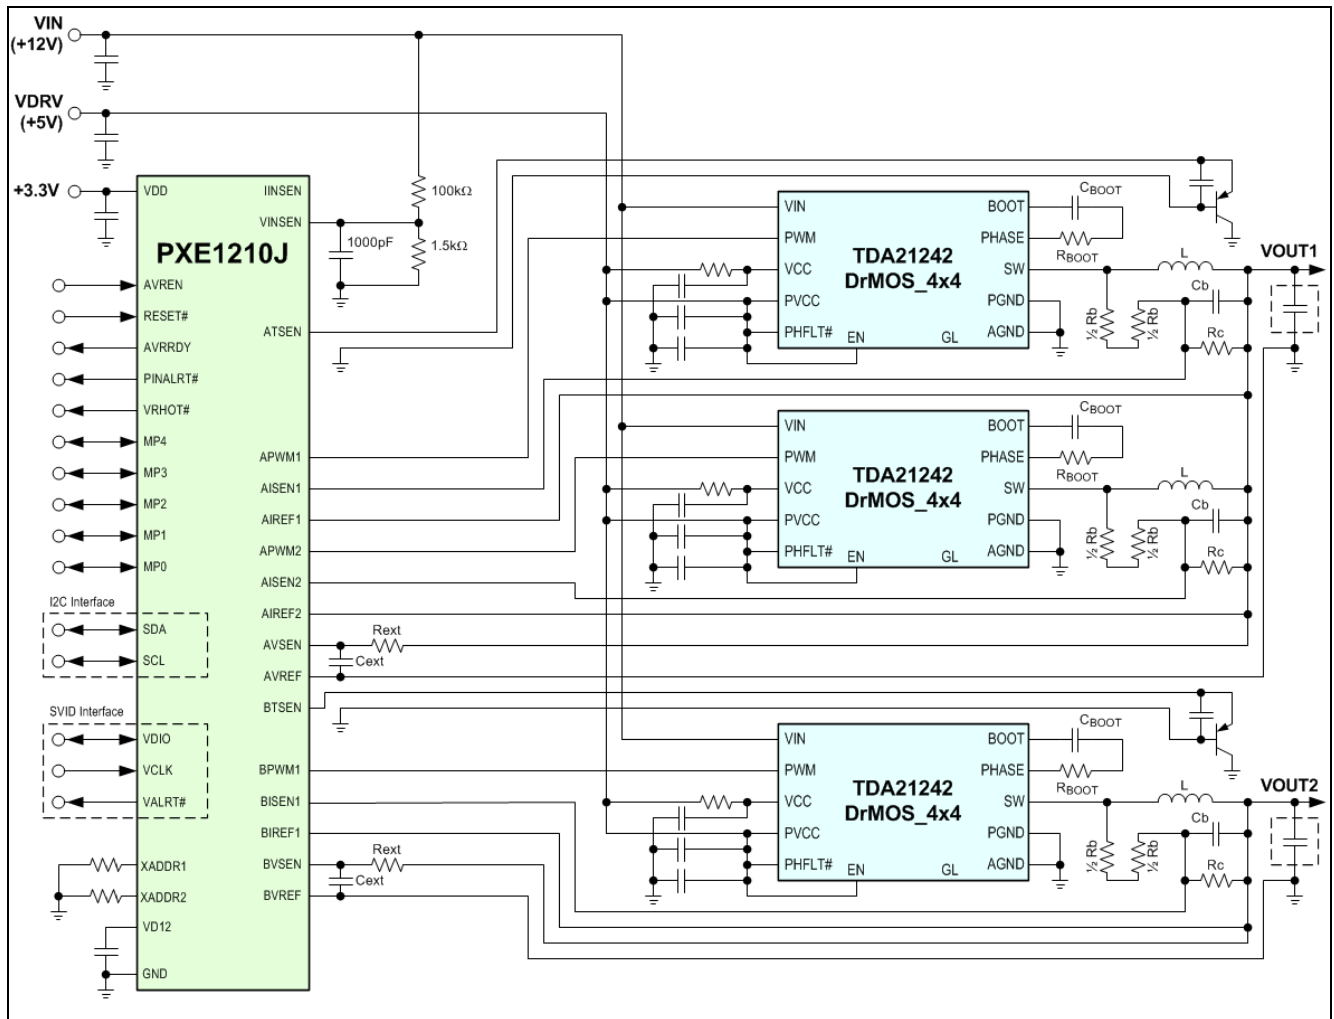 VIN
(+12V)
VDRV
(+5V)
+3.3V
PXE1210J
VDD
AVREN
RESET#
AVRRDY
PINALRT#
VRHOT#
MP4
MP3
MP2
MP1
MP0
I2C Interface
SDA
SCL
SVID Interface
VDIO
VCLK
VALRT#
XADDR1
XADDR2
VD12
GND
IINSEN
VINSEN
ATSEN
APWM1
AISEN1
AIREF1
APWM2
AISEN2
AIREF2
AVSEN
AVREF
BTSEN
BPWM1
BISEN1
BIREF1
BVSEN
BVREF
100kΩ
1000pF
1.5kΩ
Rext
Cext
Rext
Cext
VIN
PWM
VCC
PVCC
PHFLT#
TDA21242
DrMOS_4x4
EN
GL
BOOT
PHASE
SW
PGND
AGND
CBOOT
RBOOT
L
VOUT1
Cb
½ Rb
½ Rb
Rc
VIN
PWM
VCC
PVCC
PHFLT#
TDA21242
DrMOS_4x4
EN
GL
BOOT
PHASE
SW
PGND
AGND
CBOOT
RBOOT
L
Cb
½ Rb
½ Rb
Rc
VIN
PWM
VCC
PVCC
PHFLT#
TDA21242
DrMOS_4x4
EN
GL
BOOT
PHASE
SW
PGND
AGND
CBOOT
RBOOT
L
VOUT2
Cb
½ Rb
½ Rb
Rc